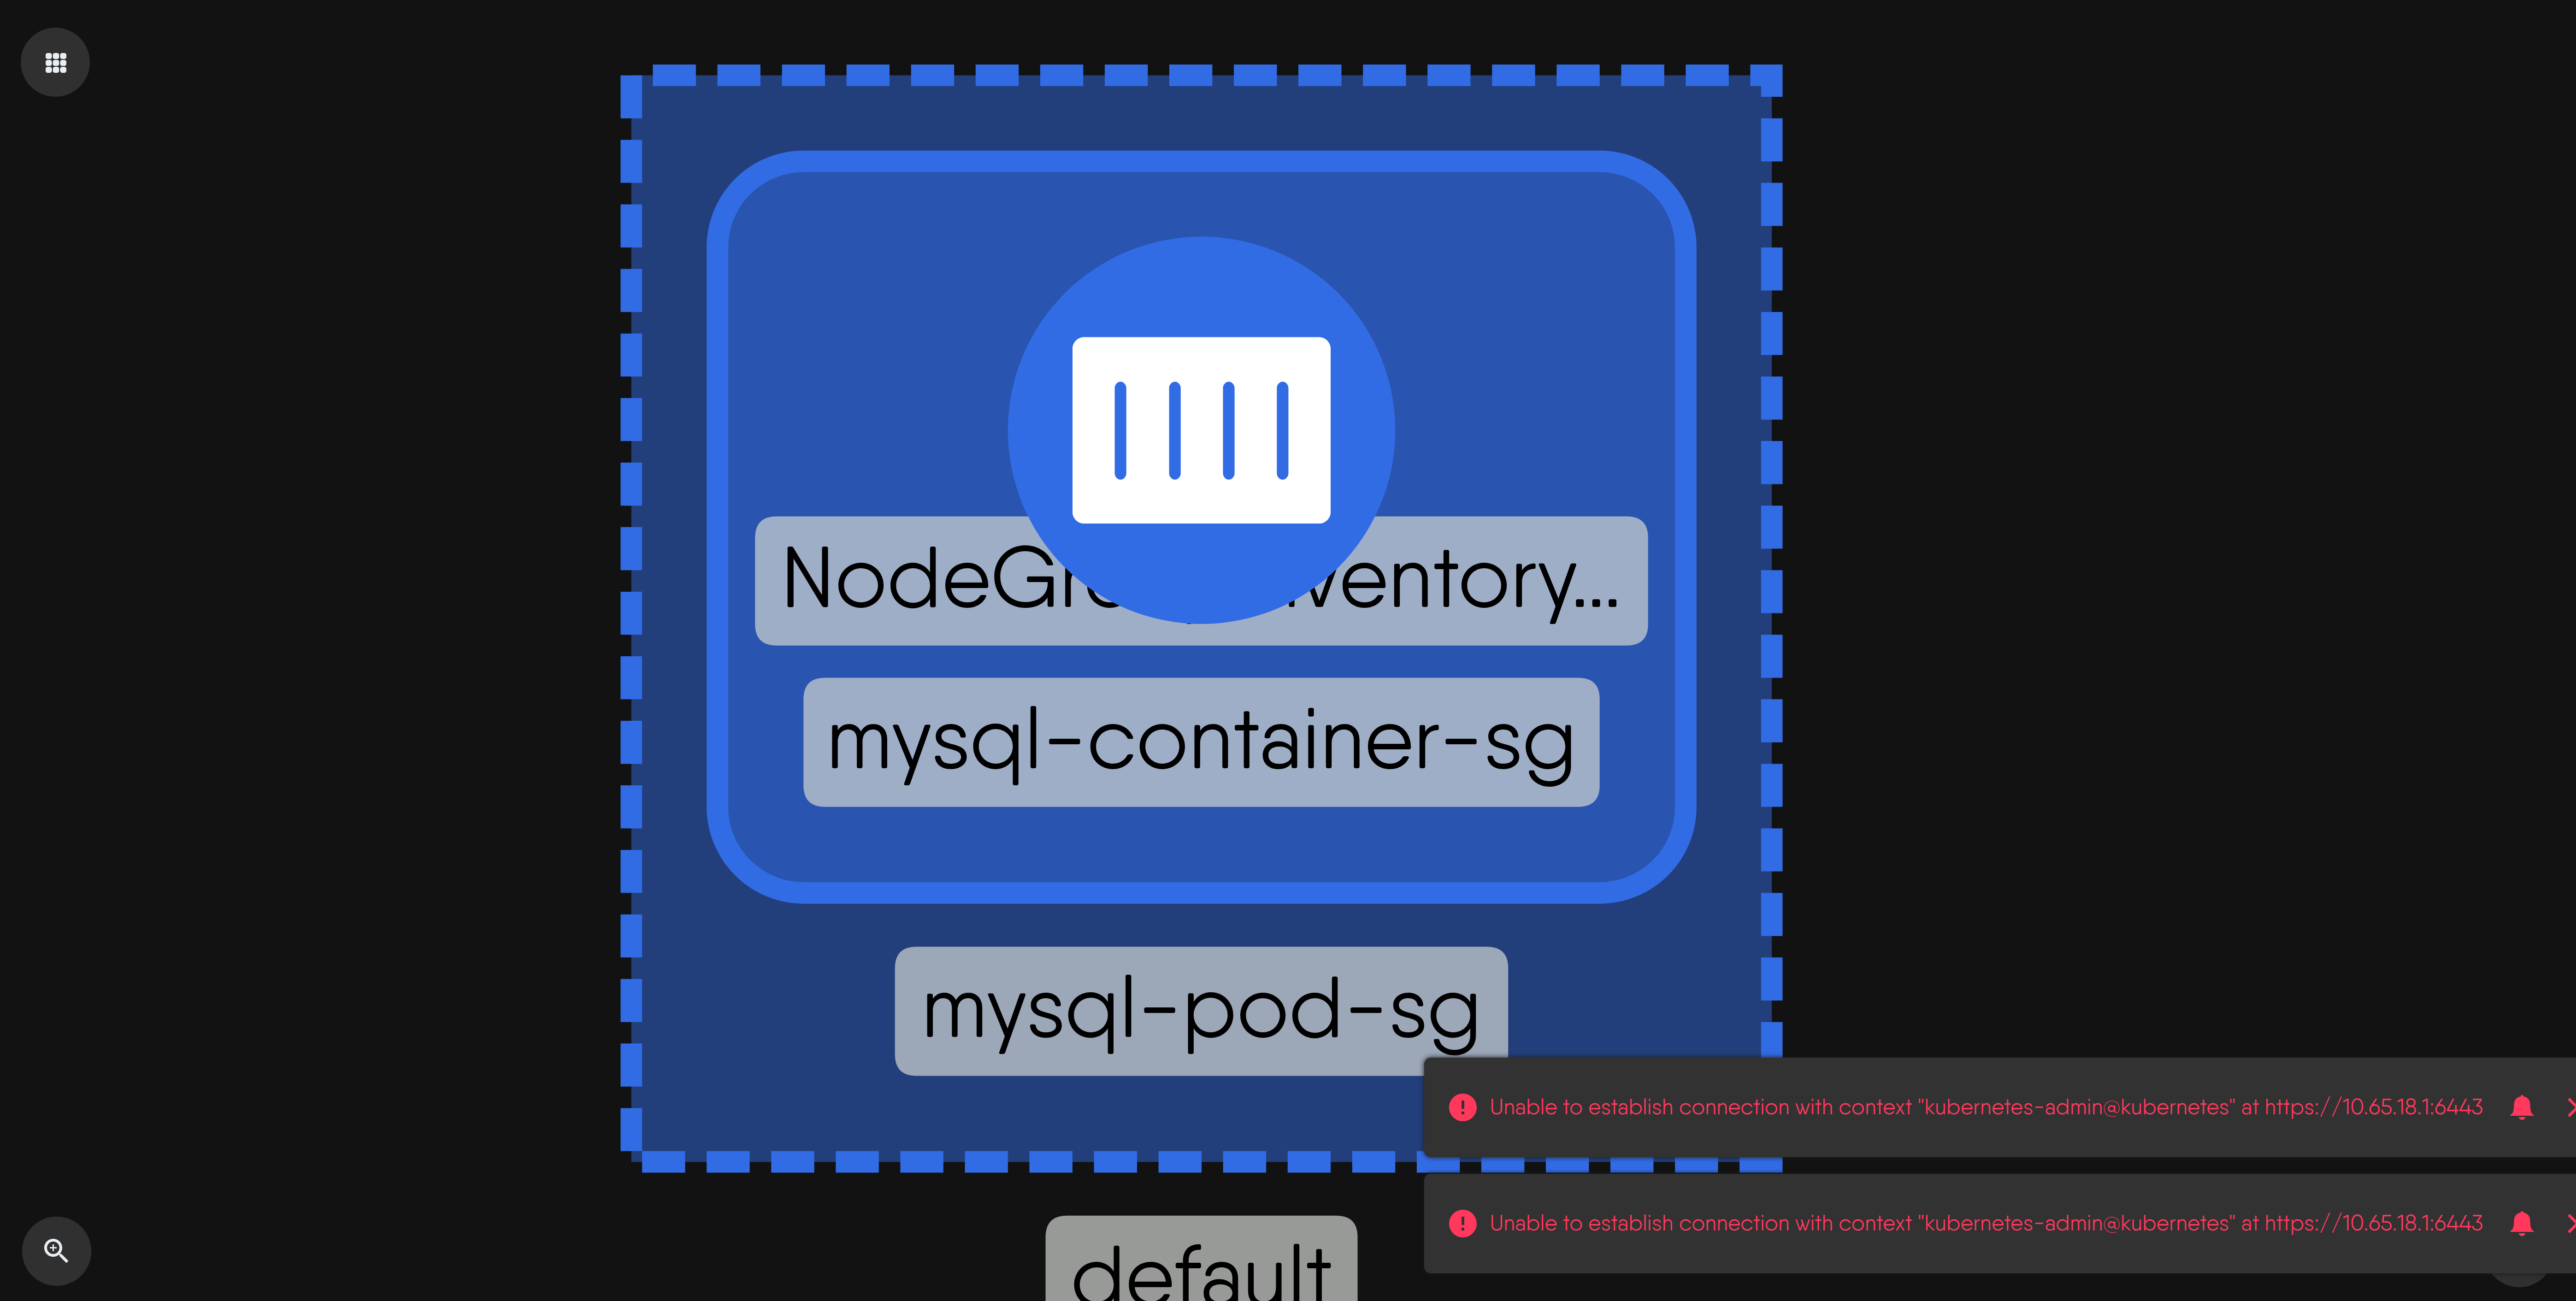 ventory...
mysql-container-sg
mysql-pod-sg
Unable to establish connection with context "kubernetes-admin@kubernetes" at https://10.65.18.1:6443
Unable to establish connection with context "kubernetes-admin@kubernetes" at https://10.65.18.1:6443
default